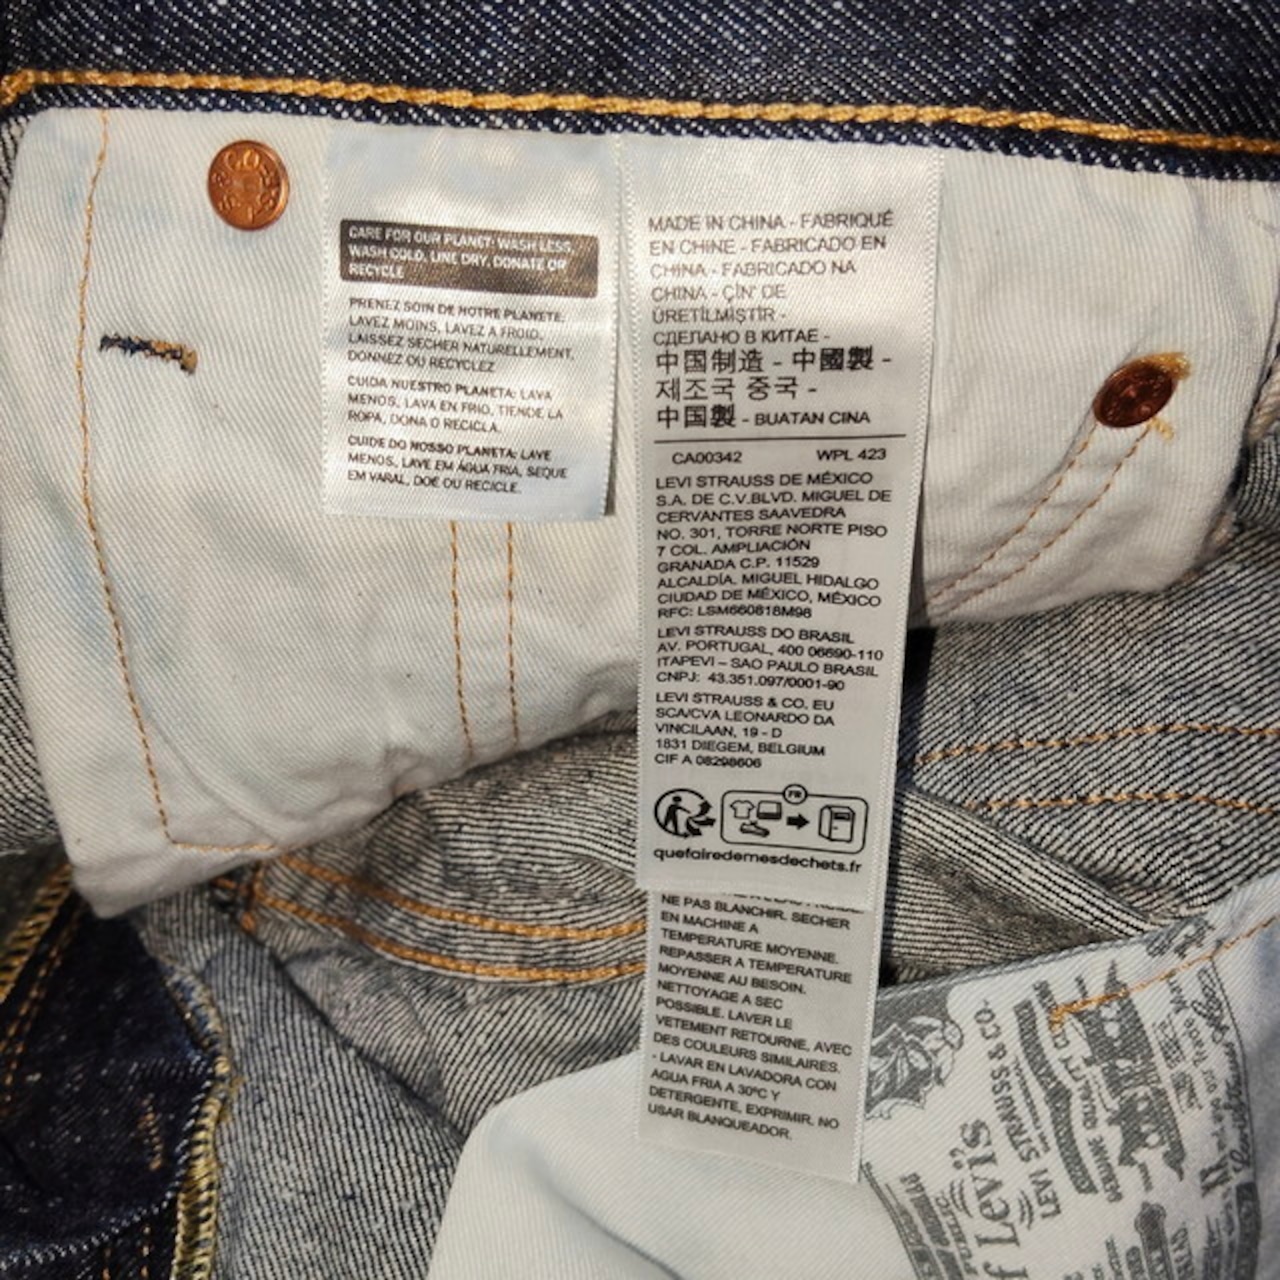 CARE FOR OUR PLANET: WASH LESS,
WASH COLD, LINE DRY, DONATE OR
RECYCLE
PRENEZ SOIN DE NOTRE PLANETE:
LAVEZ MOINS, LAVEZ A FROID,
LAISSEZ SECHER NATURELLEMENT,
DONNEZ OU RECYCLEZ
CUIDA NUESTRO PLANETA: LAVA
MENOS, LAVA EN FRIO, TIENDE LA
ROPA, DONA O RECICLA.
CUIDE DO NOSSO PLANETA: LAVE
MENOS, LAVE EM ÁGUA FRIA, SEQUE
EM VARAL, DOE OU RECICLE.
MADE IN CHINA - FABRIQUÉ
EN CHINE - FABRICADO EN
CHINA - FABRICADO NA
CHINA - ÇİN' DE
ÜRETİLMİŞTİR -
СДЕЛАНО В КИТАЕ -
中国制造 - 中國製 -
제조국 중국 -
中国製 - BUATAN CINA
CA00342 WPL 423
LEVI STRAUSS DE MÉXICO
S.A. DE C.V.BLVD. MIGUEL DE
CERVANTES SAAVEDRA
NO. 301, TORRE NORTE PISO
7 COL. AMPLIACIÓN
GRANADA C.P. 11529
ALCALDÍA. MIGUEL HIDALGO
CIUDAD DE MÉXICO, MÉXICO
RFC: LSM660818M98
LEVI STRAUSS DO BRASIL
AV. PORTUGAL, 400 06690-110
ITAPEVI – SAO PAULO BRASIL
CNPJ: 43.351.097/0001-90
LEVI STRAUSS & CO. EU
SCA/CVA LEONARDO DA
VINCILAAN, 19 - D
1831 DIEGEM, BELGIUM
CIF A 08298606
FR
quefairedemesdechets.fr
NE PAS BLANCHIR. SECHER
EN MACHINE A
TEMPERATURE MOYENNE.
REPASSER A TEMPERATURE
MOYENNE AU BESOIN.
NETTOYAGE A SEC
POSSIBLE. LAVER LE
VETEMENT RETOURNE, AVEC
DES COULEURS SIMILAIRES.
- LAVAR EN LAVADORA CON
AGUA FRIA A 30ºC Y
DETERGENTE, EXPRIMIR. NO
USAR BLANQUEADOR.
Levi's
LEVI STRAUSS & CO.
GENUINE QUALITY CLOTHING